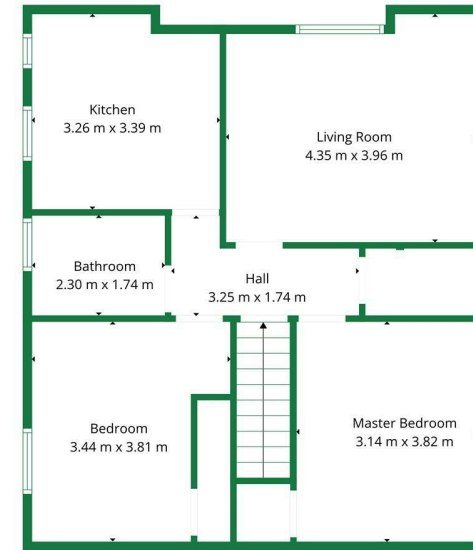 Kitchen
3.26 m x 3.39 m
Living Room
4.35 m x 3.96 m
Bathroom
2.30 m x 1.74 m
Hall
3.25 m x 1.74 m
Bedroom
3.44 m x 3.81 m
Master Bedroom
3.14 m x 3.82 m